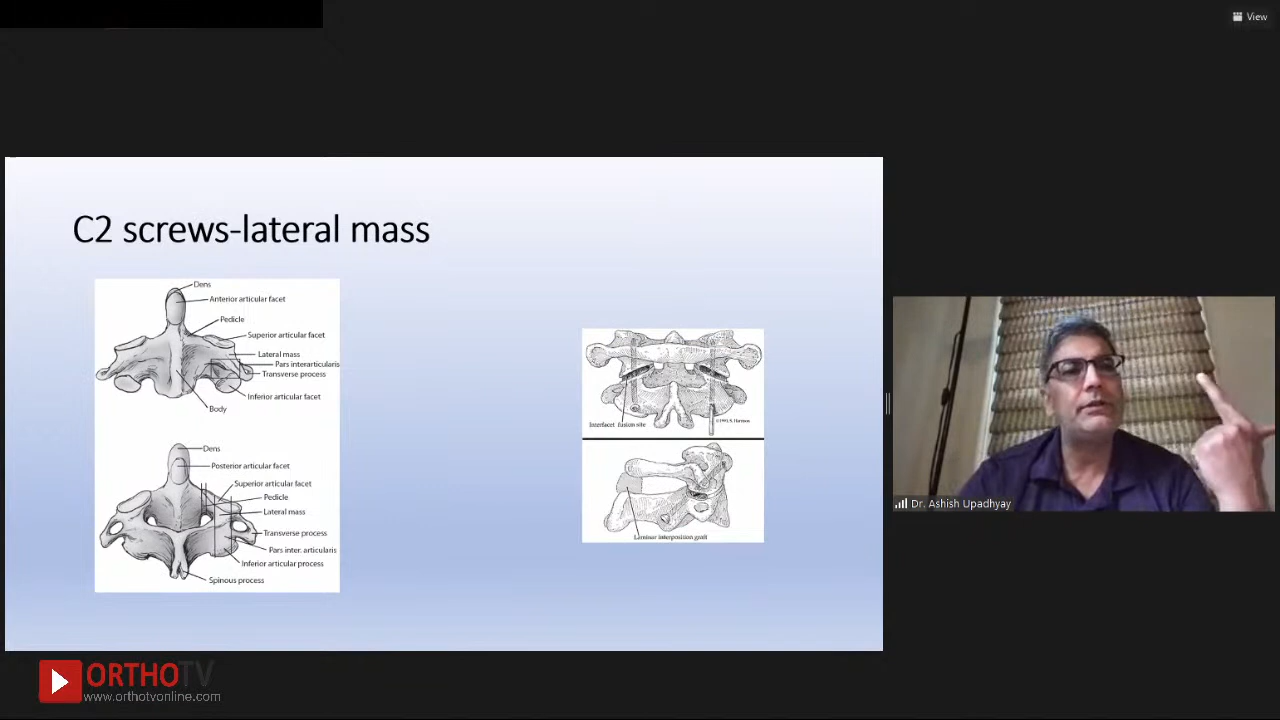 View
C2 screws-lateral mass
Dens
Anterior articular facet
Pedicle
Superior articular facet
Lateral mass
Pars interarticularis
Transverse process
Inferior articular facet
Body
Dens
Posterior articular facet
Superior articular facet
Pedicle
Lateral mass
Transverse process
Pars inter. articularis
Inferior articular process
Spinous process
Interfacet fusion site
Laminar interposition graft
Dr. Ashish Upadhyay
ORTHOTV
www.orthotvonline.com